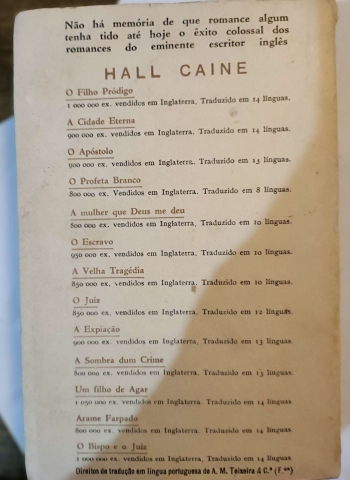 Não há memória de que romance algum
tenha tido até hoje o êxito colossal dos
romances do eminente escritor inglês
HALL CAINE
O Filho Pródigo
1 000 000 ex. vendidos em Inglaterra. Traduzido em 14 línguas.
A Cidade Eterna
900 000 ex. vendidos em Inglaterra. Traduzido em 14 línguas.
O Apóstolo
900 000 ex. vendidos em Inglaterra. Traduzido em 13 línguas.
O Profeta Branco
800 000 ex. Vendidos em Inglaterra. Traduzido em 8 línguas.
A mulher que Deus me deu
800 000 ex. vendidos em Inglaterra. Traduzido em 10 línguas.
O Escravo
950 000 ex. vendidos em Inglaterra. Traduzido em 10 línguas.
A Velha Tragédia
850 000 ex. vendidos em Inglaterra. Traduzido em 10 línguas.
O Juiz
850 000 ex. vendidos em Inglaterra. Traduzido em 12 línguas.
A Expiação
900 000 ex. vendidos em Inglaterra. Traduzido em 13 línguas.
A Sombra dum Crime
800 000 ex. vendidos em Inglaterra. Traduzido em 13 línguas.
Um filho de Agar
1 050 000 ex. vendidos em Inglaterra. Traduzido em 14 línguas.
Arame Farpado
800 000 ex. vendidos em Inglaterra. Traduzido em 14 línguas.
O Bispo e o Juiz
1 000 000 ex. vendidos em Inglaterra. Traduzido em 14 línguas.
Direitos de tradução em língua portuguesa de A. M. Teixeira & C.ª (F.ᵒˢ)